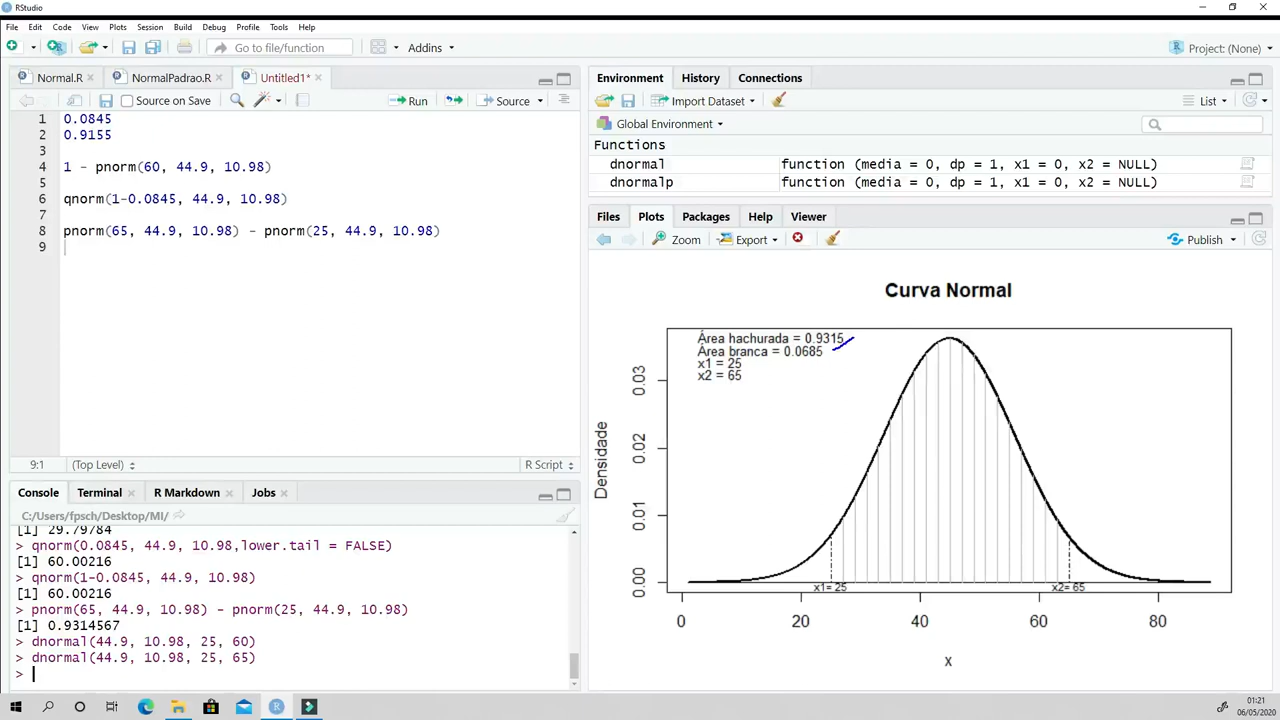 RStudio
File Edit Code View Plots Session Build Debug Profile Tools Help
Go to file/function Addins Project: (None)
Normal.R NormalPadrao.R Untitled1*
Source on Save Run Source
1 0.0845
2 0.9155
3
4 1 - pnorm(60, 44.9, 10.98)
5
6 qnorm(1-0.0845, 44.9, 10.98)
7
8 pnorm(65, 44.9, 10.98) - pnorm(25, 44.9, 10.98)
9
9:1 (Top Level) R Script
Console Terminal R Markdown Jobs
C:/Users/fpsch/Desktop/MI/
[1] 29.79784
> qnorm(0.0845, 44.9, 10.98,lower.tail = FALSE)
[1] 60.00216
> qnorm(1-0.0845, 44.9, 10.98)
[1] 60.00216
> pnorm(65, 44.9, 10.98) - pnorm(25, 44.9, 10.98)
[1] 0.9314567
> dnormal(44.9, 10.98, 25, 60)
> dnormal(44.9, 10.98, 25, 65)
>
Environment History Connections
Import Dataset List
Global Environment
Functions
dnormal function (media = 0, dp = 1, x1 = 0, x2 = NULL)
dnormalp function (media = 0, dp = 1, x1 = 0, x2 = NULL)
Files Plots Packages Help Viewer
Zoom Export Publish
Curva Normal
Área hachurada = 0.9315
Área branca = 0.0685
x1 = 25
x2 = 65
Densidade
0.03
0.02
0.01
0.00
x1= 25 x2= 65
0 20 40 60 80
x
01:21
06/05/2020